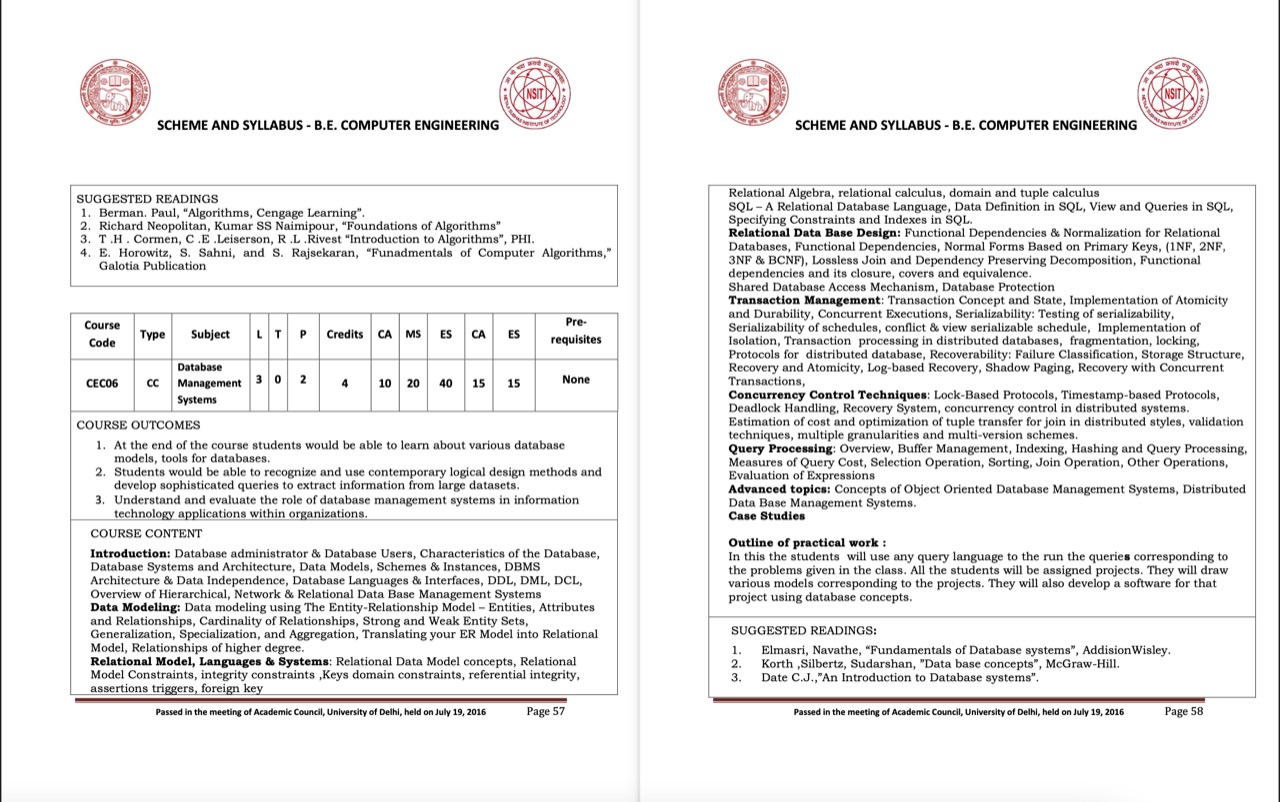 NSIT
SCHEME AND SYLLABUS - B.E. COMPUTER ENGINEERING
SUGGESTED READINGS
1. Berman. Paul, “Algorithms, Cengage Learning”.
2. Richard Neopolitan, Kumar SS Naimipour, “Foundations of Algorithms”
3. T .H . Cormen, C .E .Leiserson, R .L .Rivest “Introduction to Algorithms”, PHI.
4. E. Horowitz, S. Sahni, and S. Rajsekaran, “Funadmentals of Computer Algorithms,”
Galotia Publication
Course Code Type Subject L T P Credits CA MS ES CA ES Pre-requisites
CEC06 CC Database Management Systems 3 0 2 4 10 20 40 15 15 None
COURSE OUTCOMES
1. At the end of the course students would be able to learn about various database
models, tools for databases.
2. Students would be able to recognize and use contemporary logical design methods and
develop sophisticated queries to extract information from large datasets.
3. Understand and evaluate the role of database management systems in information
technology applications within organizations.
COURSE CONTENT
Introduction: Database administrator & Database Users, Characteristics of the Database,
Database Systems and Architecture, Data Models, Schemes & Instances, DBMS
Architecture & Data Independence, Database Languages & Interfaces, DDL, DML, DCL,
Overview of Hierarchical, Network & Relational Data Base Management Systems
Data Modeling: Data modeling using The Entity-Relationship Model – Entities, Attributes
and Relationships, Cardinality of Relationships, Strong and Weak Entity Sets,
Generalization, Specialization, and Aggregation, Translating your ER Model into Relational
Model, Relationships of higher degree.
Relational Model, Languages & Systems: Relational Data Model concepts, Relational
Model Constraints, integrity constraints ,Keys domain constraints, referential integrity,
assertions triggers, foreign key
Passed in the meeting of Academic Council, University of Delhi, held on July 19, 2016 Page 57
NSIT
SCHEME AND SYLLABUS - B.E. COMPUTER ENGINEERING
Relational Algebra, relational calculus, domain and tuple calculus
SQL – A Relational Database Language, Data Definition in SQL, View and Queries in SQL,
Specifying Constraints and Indexes in SQL.
Relational Data Base Design: Functional Dependencies & Normalization for Relational
Databases, Functional Dependencies, Normal Forms Based on Primary Keys, (1NF, 2NF,
3NF & BCNF), Lossless Join and Dependency Preserving Decomposition, Functional
dependencies and its closure, covers and equivalence.
Shared Database Access Mechanism, Database Protection
Transaction Management: Transaction Concept and State, Implementation of Atomicity
and Durability, Concurrent Executions, Serializability: Testing of serializability,
Serializability of schedules, conflict & view serializable schedule, Implementation of
Isolation, Transaction processing in distributed databases, fragmentation, locking,
Protocols for distributed database, Recoverability: Failure Classification, Storage Structure,
Recovery and Atomicity, Log-based Recovery, Shadow Paging, Recovery with Concurrent
Transactions,
Concurrency Control Techniques: Lock-Based Protocols, Timestamp-based Protocols,
Deadlock Handling, Recovery System, concurrency control in distributed systems.
Estimation of cost and optimization of tuple transfer for join in distributed styles, validation
techniques, multiple granularities and multi-version schemes.
Query Processing: Overview, Buffer Management, Indexing, Hashing and Query Processing,
Measures of Query Cost, Selection Operation, Sorting, Join Operation, Other Operations,
Evaluation of Expressions
Advanced topics: Concepts of Object Oriented Database Management Systems, Distributed
Data Base Management Systems.
Case Studies
Outline of practical work :
In this the students will use any query language to the run the queries corresponding to
the problems given in the class. All the students will be assigned projects. They will draw
various models corresponding to the projects. They will also develop a software for that
project using database concepts.
SUGGESTED READINGS:
1. Elmasri, Navathe, “Fundamentals of Database systems”, AddisionWisley.
2. Korth ,Silbertz, Sudarshan, ”Data base concepts”, McGraw-Hill.
3. Date C.J.,”An Introduction to Database systems”.
Passed in the meeting of Academic Council, University of Delhi, held on July 19, 2016 Page 58